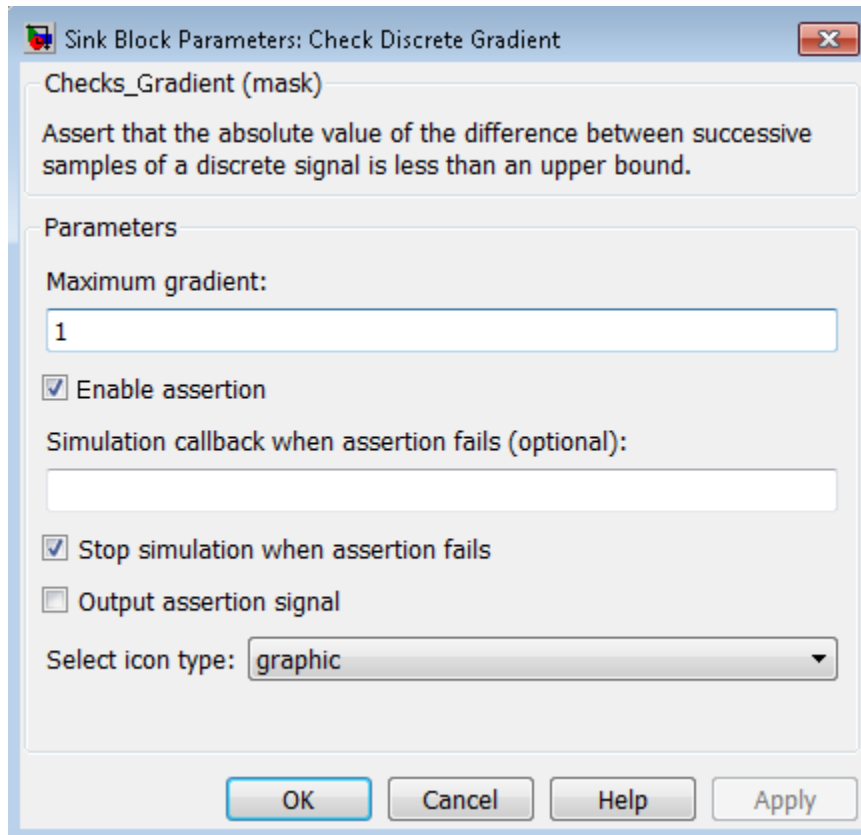 Sink Block Parameters: Check Discrete Gradient
Checks_Gradient (mask)
Assert that the absolute value of the difference between successive
samples of a discrete signal is less than an upper bound.
Parameters
Maximum gradient:
1
Enable assertion
Simulation callback when assertion fails (optional):
Stop simulation when assertion fails
Output assertion signal
Select icon type: graphic
OK Cancel Help Apply